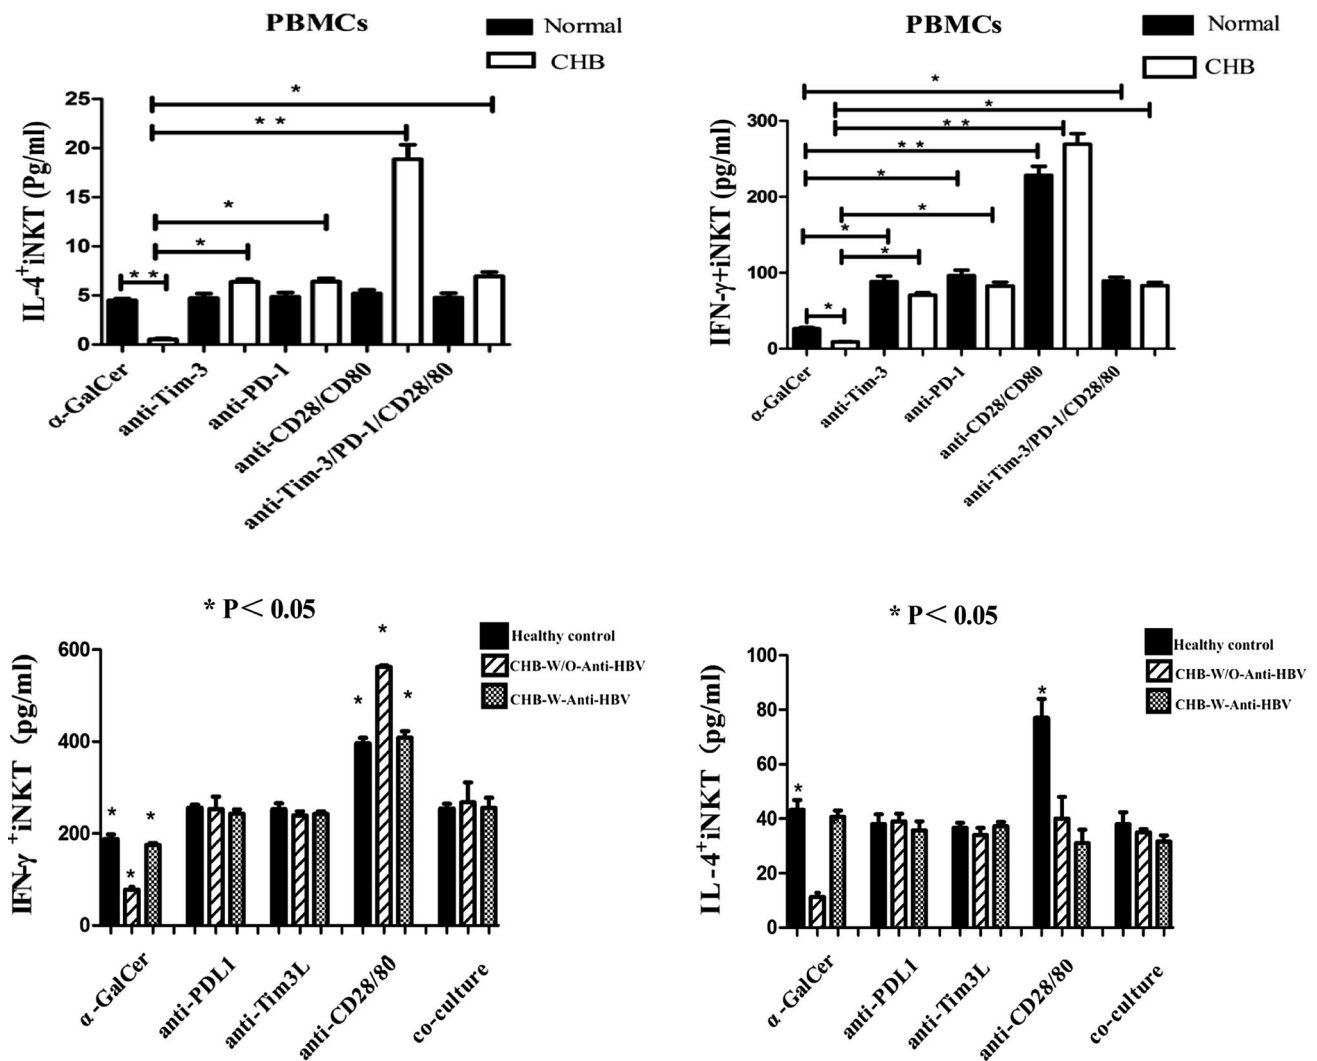 PBMCs
Normal
CHB
IL-4+iNKT (Pg/ml)
25
20
15
10
5
0
*
* *
*
*
* *
α-GalCer
anti-Tim-3
anti-PD-1
anti-CD28/CD80
anti-Tim-3/PD-1/CD28/80
PBMCs
Normal
CHB
IFN-γ+iNKT (pg/ml)
300
200
100
0
*
*
* *
* *
*
*
*
*
*
α-GalCer
anti-Tim-3
anti-PD-1
anti-CD28/CD80
anti-Tim-3/PD-1/CD28/80
* P< 0.05
Healthy control
CHB-W/O-Anti-HBV
CHB-W-Anti-HBV
IFN-γ +iNKT (pg/ml)
600
400
200
0
*
*
*
*
*
*
α-GalCer
anti-PDL1
anti-Tim3L
anti-CD28/80
co-culture
* P< 0.05
Healthy control
CHB-W/O-Anti-HBV
CHB-W-Anti-HBV
IL-4+iNKT (pg/ml)
100
80
60
40
20
0
*
*
α-GalCer
anti-PDL1
anti-Tim3L
anti-CD28/80
co-culture